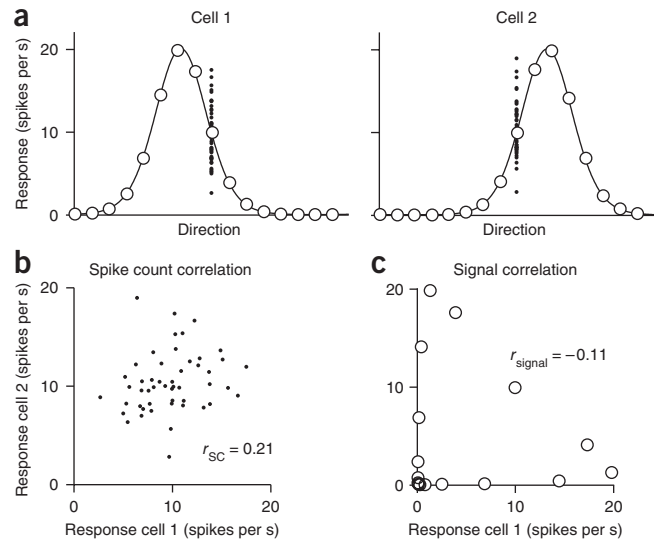 a
Cell 1
Cell 2
Response (spikes per s)
20
10
0
Direction
Direction
b
Spike count correlation
Response cell 2 (spikes per s)
20
10
0
r_SC = 0.21
0
10
20
Response cell 1 (spikes per s)
c
Signal correlation
20
10
0
r_signal = −0.11
0
10
20
Response cell 1 (spikes per s)